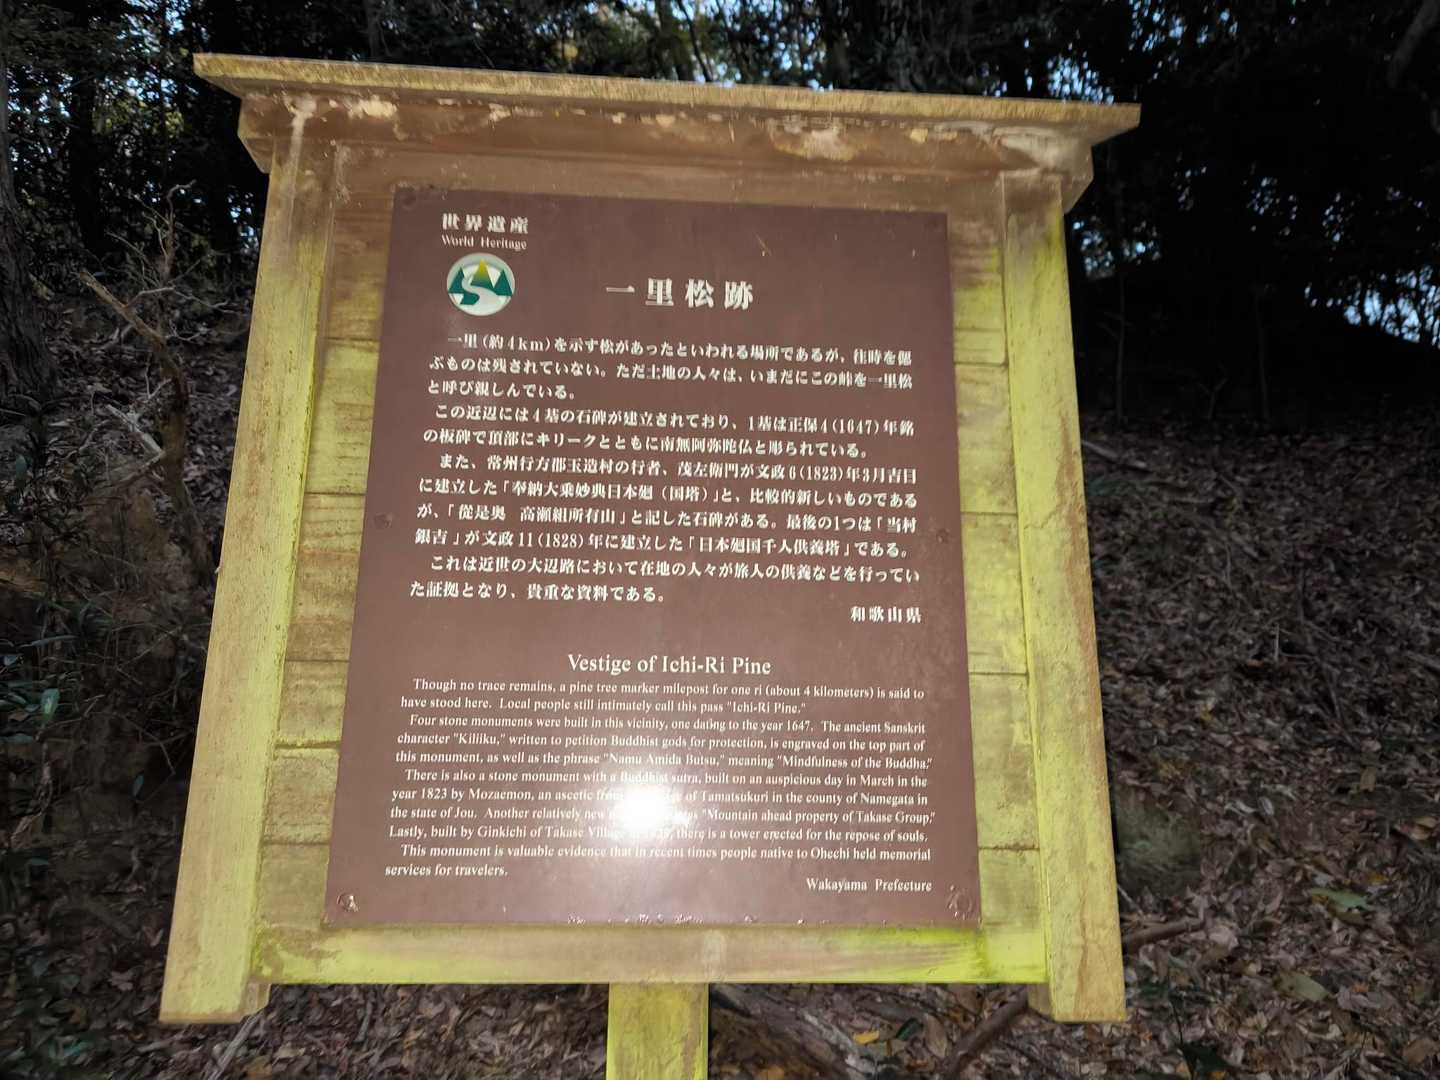 世界遺産
World Heritage
一里松跡
一里（約4km）を示す松があったといわれる場所であるが、往時を偲
ぶものは残されていない。ただ土地の人々は、いまだにこの峠を一里松
と呼び親しんでいる。
この近辺には4基の石碑が建立されており、1基は正保4（1647）年銘
の板碑で頂部にキリークとともに南無阿弥陀仏と彫られている。
また、常州行方郡玉造村の行者、茂左衛門が文政6（1823）年3月吉日
に建立した「奉納大乗妙典日本廻（国塔）」と、比較的新しいものである
が、「従是奥　高瀬組所有山」と記した石碑がある。最後の1つは「当村
銀吉」が文政11（1828）年に建立した「日本廻国千人供養塔」である。
これは近世の大辺路において在地の人々が旅人の供養などを行ってい
た証拠となり、貴重な資料である。
和歌山県
Vestige of Ichi-Ri Pine
Though no trace remains, a pine tree marker milepost for one ri (about 4 kilometers) is said to
have stood here. Local people still intimately call this pass "Ichi-Ri Pine."
Four stone monuments were built in this vicinity, one dating to the year 1647. The ancient Sanskrit
character "Kiliiku," written to petition Buddhist gods for protection, is engraved on the top part of
this monument, as well as the phrase "Namu Amida Butsu," meaning "Mindfulness of the Buddha."
There is also a stone monument with a Buddhist sutra, built on an auspicious day in March in the
year 1823 by Mozaemon, an ascetic from of Tamatsukuri in the county of Namegata in
the state of Jou. Another relatively new "Mountain ahead property of Takase Group."
Lastly, built by Ginkichi of Takase Village there is a tower erected for the repose of souls.
This monument is valuable evidence that in recent times people native to Ohechi held memorial
services for travelers.
Wakayama Prefecture